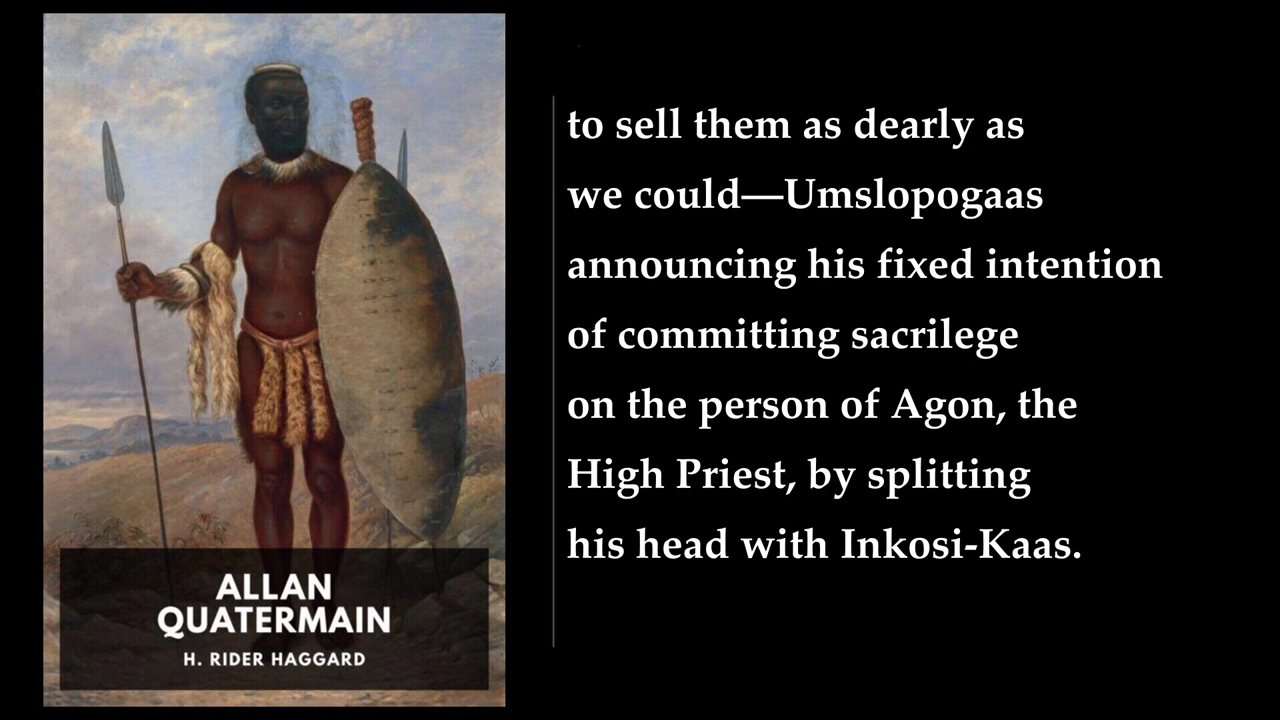 to sell them as dearly as
we could—Umslopogaas
announcing his fixed intention
of committing sacrilege
on the person of Agon, the
High Priest, by splitting
his head with Inkosi-Kaas.
ALLAN
QUATERMAIN
H. RIDER HAGGARD